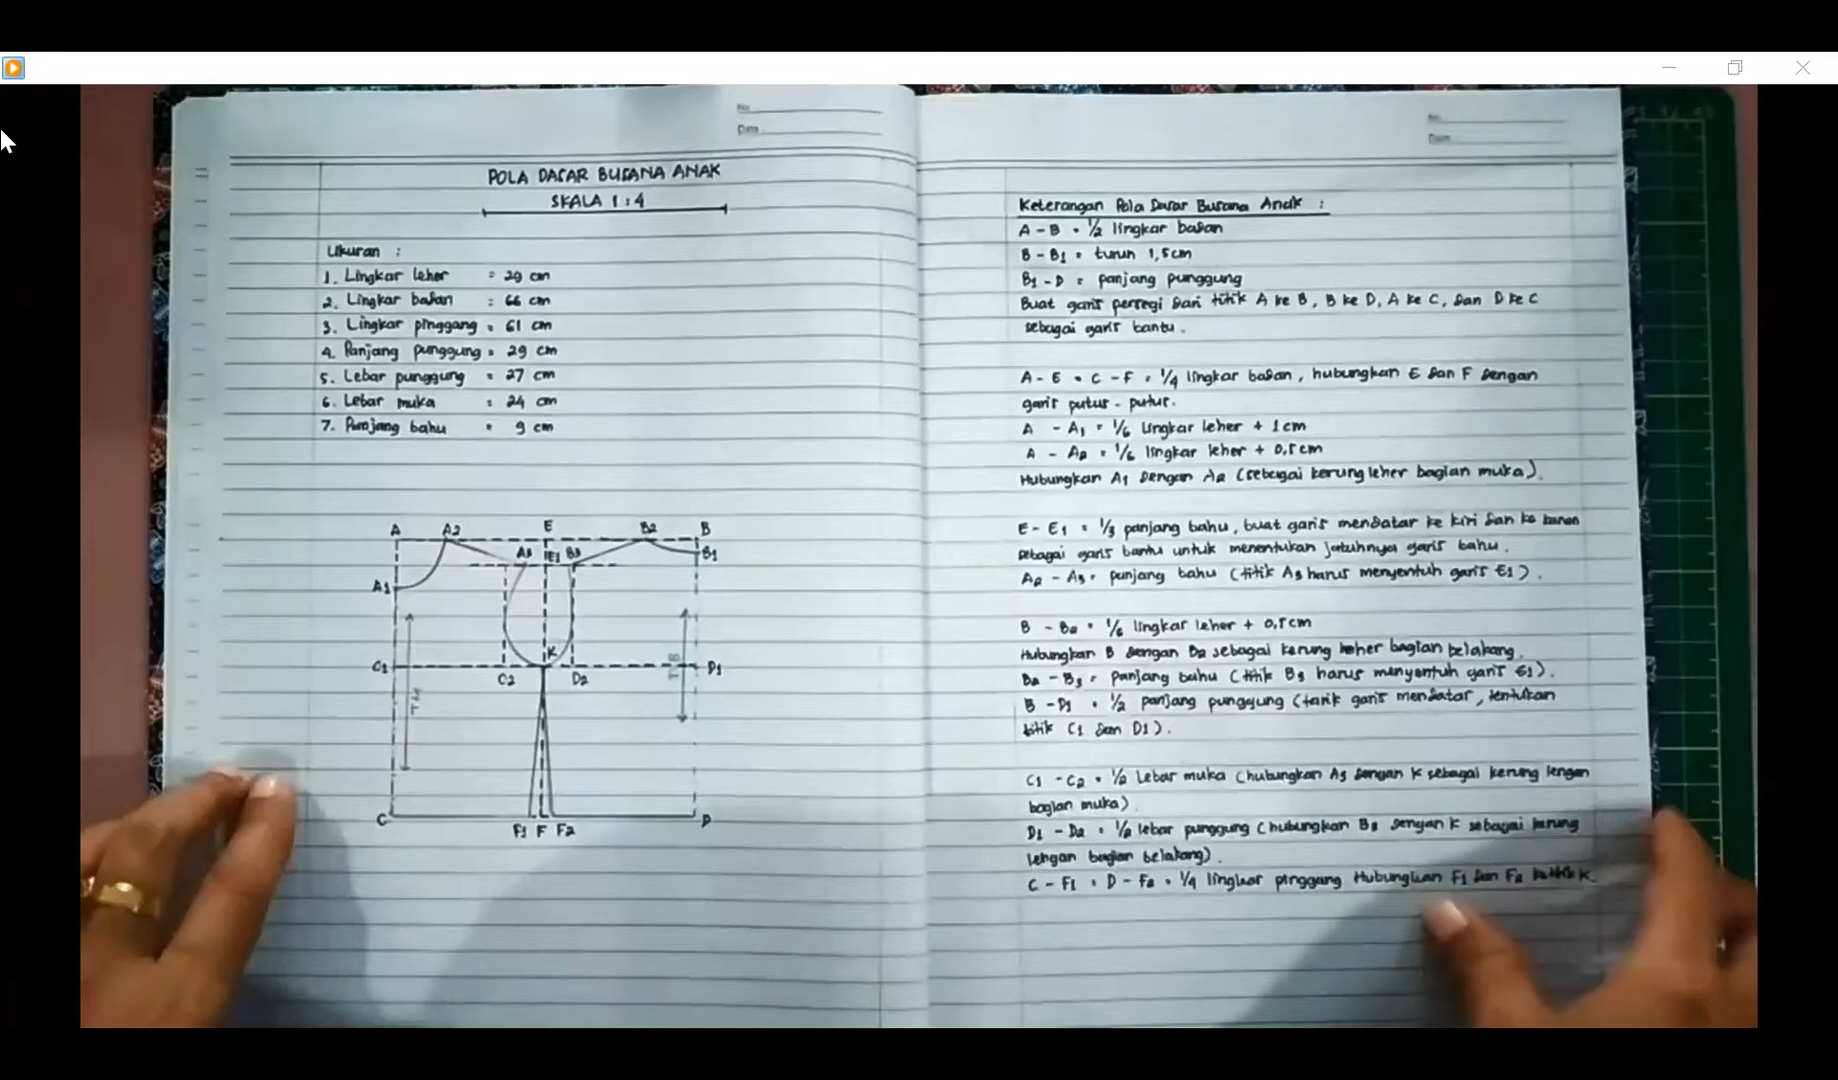 No.
Date
POLA DASAR BUSANA ANAK
SKALA 1 : 4
Ukuran :
1. Lingkar leher = 29 cm
2. Lingkar badan = 66 cm
3. Lingkar pinggang = 61 cm
4. Panjang punggung = 29 cm
5. Lebar punggung = 27 cm
6. Lebar muka = 24 cm
7. Panjang bahu = 9 cm
A A2 E B2 B
A3 E1 B3 B1
A1
K
C1 C2 D2 D1
TM TB
C F1 F F2 D
No.
Date
Keterangan Pola Dasar Busana Anak :
A - B = 1/2 lingkar badan
B - B1 = turun 1,5cm
B1 - D = panjang punggung
Buat garis persegi dari titik A ke B, B ke D, A ke C, dan D ke C
sebagai garis bantu.
A - E = C - F = 1/4 lingkar badan, hubungkan E dan F dengan
garis putus - putus.
A - A1 = 1/6 lingkar leher + 1 cm
A - A2 = 1/6 lingkar leher + 0,5 cm
Hubungkan A1 dengan A2 (sebagai kerung leher bagian muka).
E - E1 = 1/3 panjang bahu, buat garis mendatar ke kiri dan ke kanan
sebagai garis bantu untuk menentukan jatuhnya garis bahu.
A2 - A3 = panjang bahu (titik A3 harus menyentuh garis E1).
B - B2 = 1/6 lingkar leher + 0,5 cm
Hubungkan B dengan B2 sebagai kerung leher bagian belakang.
B2 - B3 = panjang bahu (titik B3 harus menyentuh garis E1).
B - D1 = 1/2 panjang punggung (tarik garis mendatar, tentukan
titik C1 dan D1).
C1 - C2 = 1/2 Lebar muka (hubungkan A3 dengan K sebagai kerung lengan
bagian muka).
D1 - D2 = 1/2 lebar punggung (hubungkan B3 dengan K sebagai kerung
lengan bagian belakang).
C - F1 = D - F2 = 1/4 lingkar pinggang Hubungkan F1 dan F2 ke titik K.